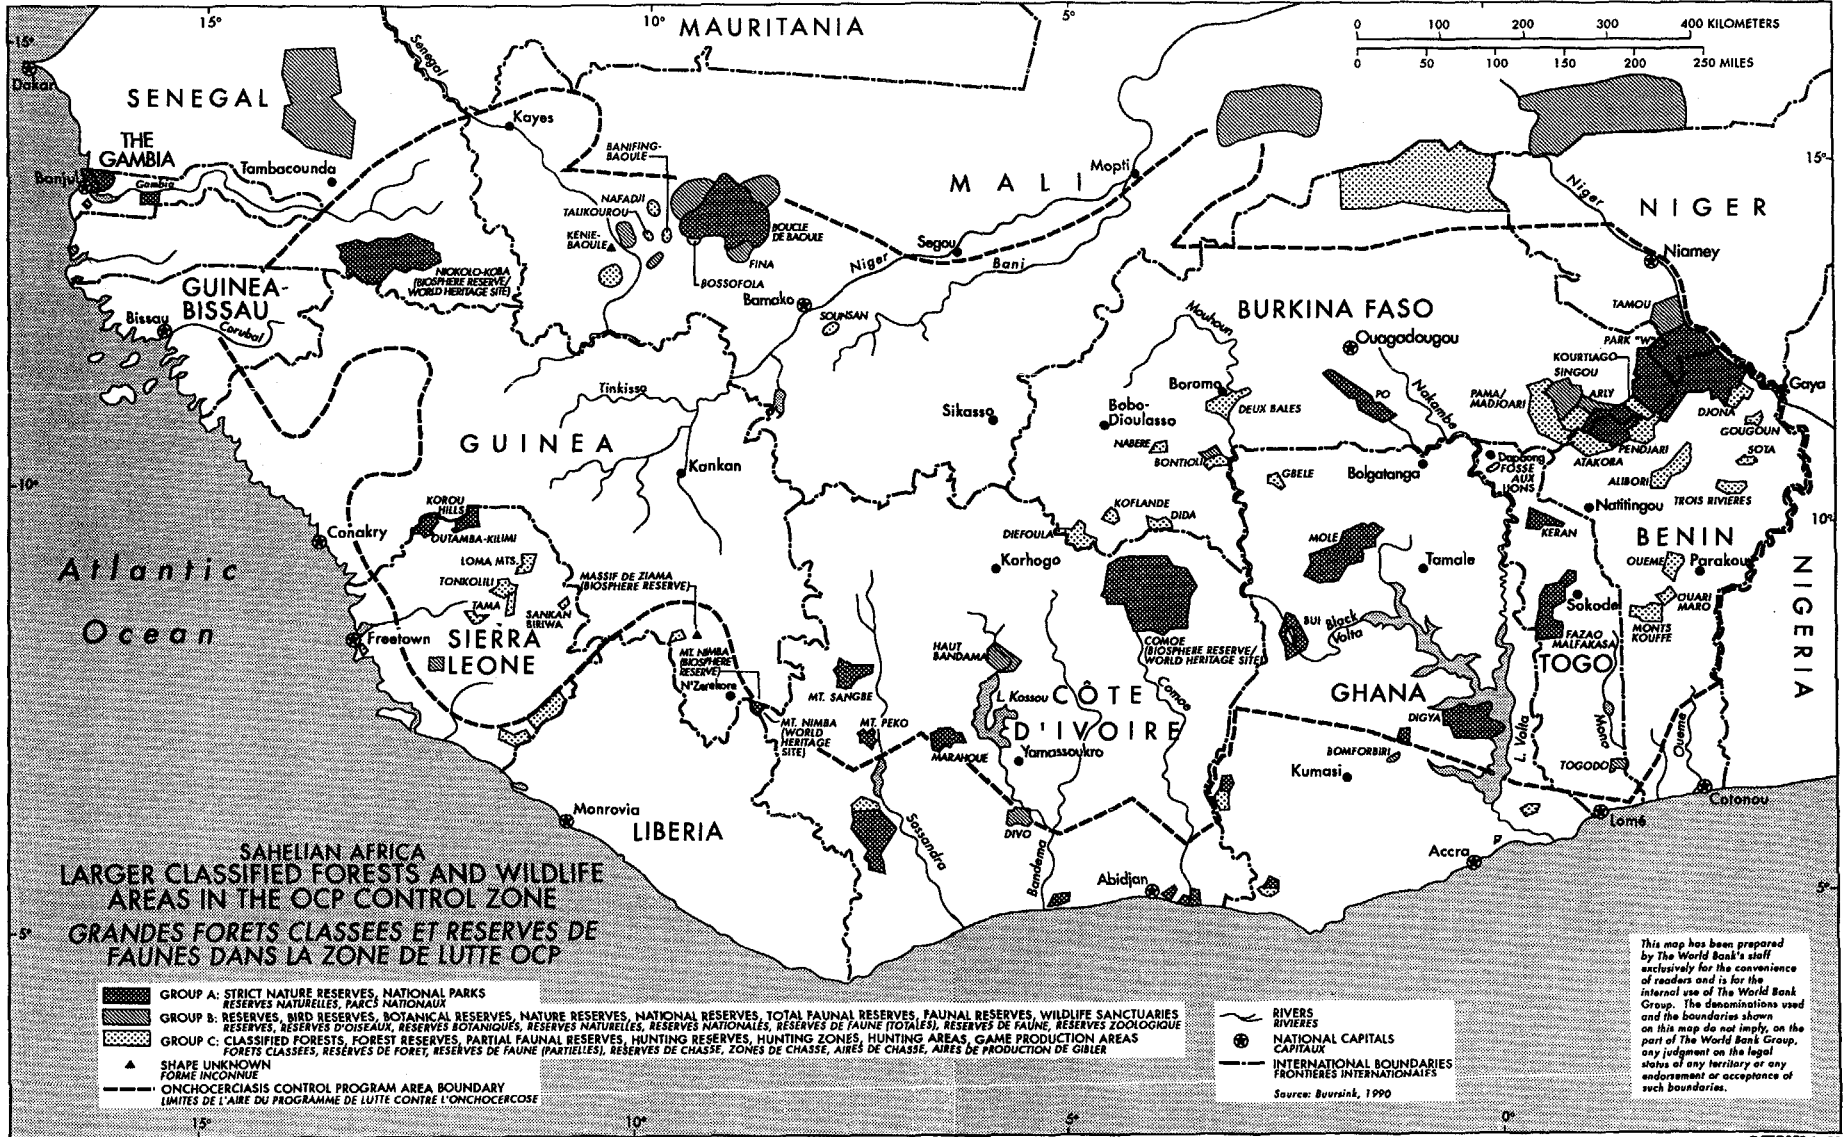 15°
10°
5°
MAURITANIA
0 100 200 300 400 KILOMETERS
0 50 100 150 200 250 MILES
15°
Dakar
Senegal
SENEGAL
Kayes
THE
GAMBIA
BANIFING-
BAOULE
Tambacounda
Mopti
15°
Banjul
Gambia
MALI
Niger
NAFADJI
TALIKOUROU
NIGER
KENIE-
BAOULE
BOUCLE
DE BAOULE
Segou
Niamey
FINA
Niger
Bani
NIOKOLO-KOBA
(BIOSPHERE RESERVE/
WORLD HERITAGE SITE)
BOSSOFOLA
GUINEA-
BISSAU
Bamako
BURKINA FASO
TAMOU
Bissau
Corubal
SOUNSAN
Mouhoun
Ouagadougou
PARK "W"
KOURTIAGO
SINGOU
Tinkisso
Boromo
PAMA/
MADJOARI
ARLY
Gaya
Sikasso
Bobo-
Dioulasso
DEUX BALES
PO
Nakambe
DJONA
GOUGOUN
GUINEA
NABERE
PENDJARI
SOTA
Kankan
BONTIOLI
GBELE
Bolgatanga
Dapaong
FOSSE
AUX
LIONS
ATAKOBA
ALIBORI
TROIS RIVIERES
10°
KOROU
HILLS
KOFLANDE
DIDA
Natitingou
10°
Conakry
OUTAMBA-KILIMI
DIEFOULA
MOLE
KERAN
BENIN
Atlantic
Ocean
LOMA MTS.
Korhogo
Tamale
OUEME
Parakou
NIGERIA
TONKOLILI
MASSIF DE ZIAMA
(BIOSPHERE RESERVE)
TAMA
SANKAN
BIRIWA
Sokode
OUARI
MARO
Freetown
SIERRA
LEONE
BUI
Black
Volta
MONTS
KOUFFE
HAUT
BANDAMA
COMOE
(BIOSPHERE RESERVE/
WORLD HERITAGE SITE)
FAZAO
MALFAKASA
MT. NIMBA
(BIOSPHERE
RESERVE)
TOGO
N'Zerekore
MT. SANGBE
L. Kossou
CÔTE
D'IVOIRE
Comoe
GHANA
MT. NIMBA
(WORLD
HERITAGE
SITE)
MT. PEKO
DIGYA
L. Volta
Mono
Oueme
MARAHOUE
Yamassoukro
BOMFORBIRI
TOGODO
Kumasi
Cotonou
Monrovia
LIBERIA
Sassandra
DIVO
Lomé
Bandema
Accra
Abidjan
5°
SAHELIAN AFRICA
LARGER CLASSIFIED FORESTS AND WILDLIFE
AREAS IN THE OCP CONTROL ZONE
5°
GRANDES FORETS CLASSEES ET RESERVES DE
FAUNES DANS LA ZONE DE LUTTE OCP
GROUP A: STRICT NATURE RESERVES, NATIONAL PARKS
RESERVES NATURELLES, PARCS NATIONAUX
GROUP B: RESERVES, BIRD RESERVES, BOTANICAL RESERVES, NATURE RESERVES, NATIONAL RESERVES, TOTAL FAUNAL RESERVES, FAUNAL RESERVES, WILDLIFE SANCTUARIES
RESERVES, RESERVES D'OISEAUX, RESERVES BOTANIQUES, RESERVES NATURELLES, RESERVES NATIONALES, RESERVES DE FAUNE (TOTALES), RESERVES DE FAUNE, RESERVES ZOOLOGIQUE
GROUP C: CLASSIFIED FORESTS, FOREST RESERVES, PARTIAL FAUNAL RESERVES, HUNTING RESERVES, HUNTING ZONES, HUNTING AREAS, GAME PRODUCTION AREAS
FORETS CLASSEES, RESERVES DE FORET, RESERVES DE FAUNE (PARTIELLES), RESERVES DE CHASSE, ZONES DE CHASSE, AIRES DE CHASSE, AIRES DE PRODUCTION DE GIBLER
SHAPE UNKNOWN
FORME INCONNUE
ONCHOCERCIASIS CONTROL PROGRAM AREA BOUNDARY
LIMITES DE L'AIRE DU PROGRAMME DE LUTTE CONTRE L'ONCHOCERCOSE
RIVERS
RIVIERES
NATIONAL CAPITALS
CAPITAUX
INTERNATIONAL BOUNDARIES
FRONTIERES INTERNATIONALES
Source: Buursink, 1990
This map has been prepared
by The World Bank's staff
exclusively for the convenience
of readers and is for the
internal use of The World Bank
Group. The denominations used
and the boundaries shown
on this map do not imply, on the
part of The World Bank Group,
any judgment on the legal
status of any territory or any
endorsement or acceptance of
such boundaries.
15°
10°
5°
0°